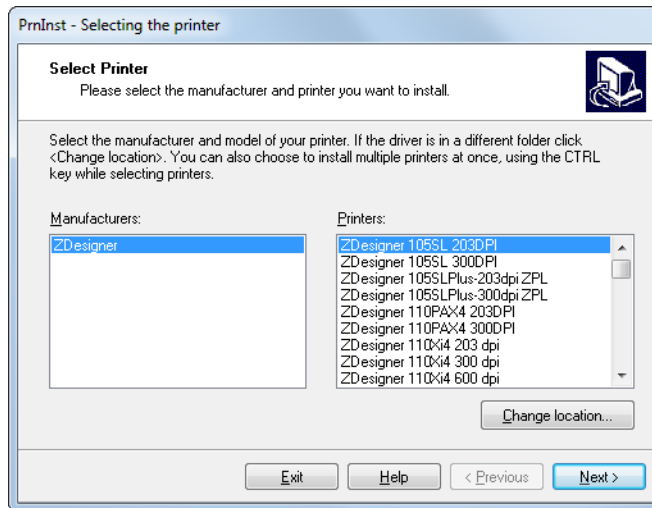 PrnInst - Selecting the printer
Select Printer
Please select the manufacturer and printer you want to install.
Select the manufacturer and model of your printer. If the driver is in a different folder click
<Change location>. You can also choose to install multiple printers at once, using the CTRL
key while selecting printers.
Manufacturers:
ZDesigner
Printers:
ZDesigner 105SL 203DPI
ZDesigner 105SL 300DPI
ZDesigner 105SLPlus-203dpi ZPL
ZDesigner 105SLPlus-300dpi ZPL
ZDesigner 110PAX4 203DPI
ZDesigner 110PAX4 300DPI
ZDesigner 110Xi4 203 dpi
ZDesigner 110Xi4 300 dpi
ZDesigner 110Xi4 600 dpi
Change location...
Exit
Help
< Previous
Next >